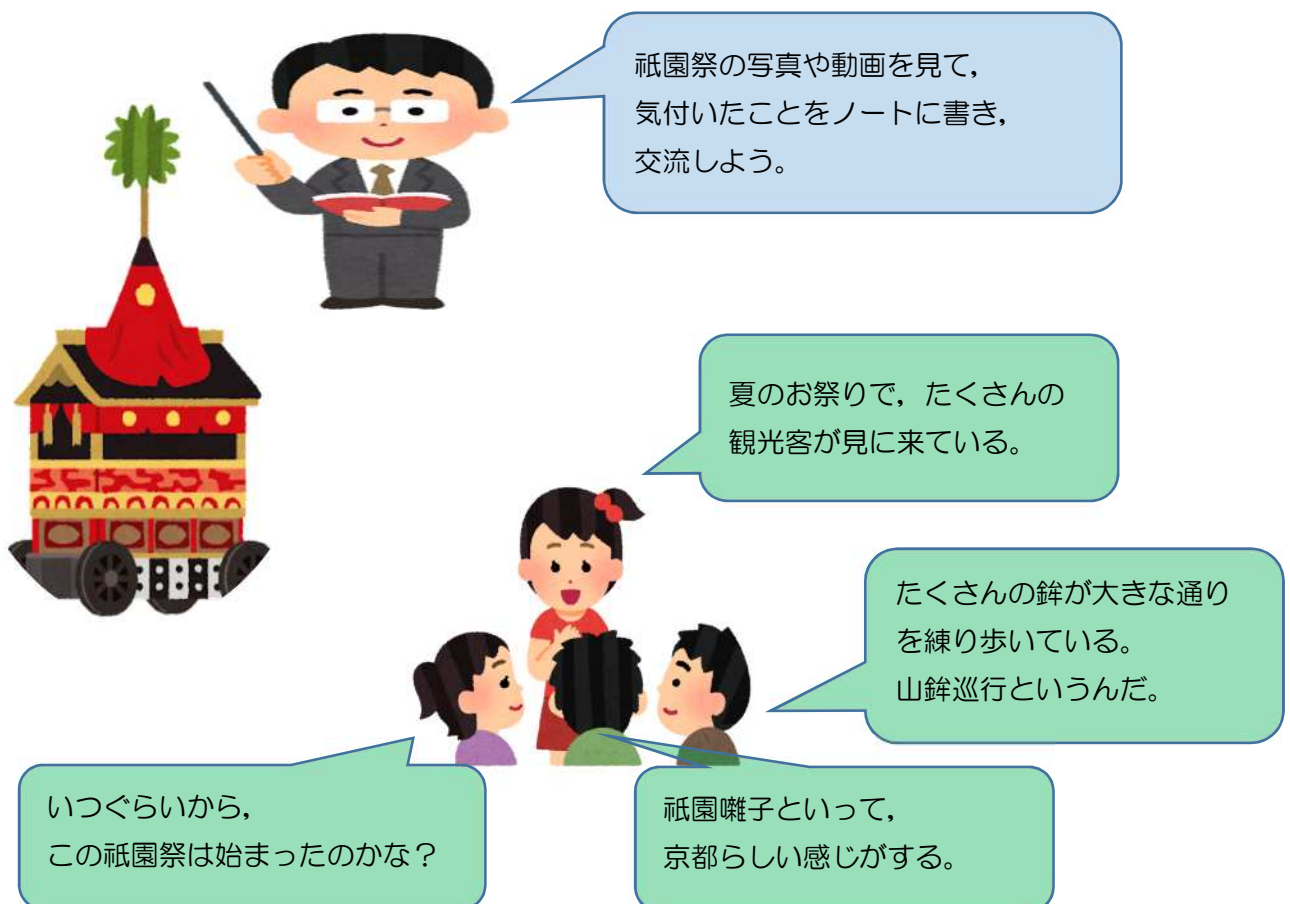 祇園祭の写真や動画を見て，
気付いたことをノートに書き，
交流しよう。
夏のお祭りで，たくさんの
観光客が見に来ている。
たくさんの鉾が大きな通り
を練り歩いている。
山鉾巡行というんだ。
いつぐらいから，
この祇園祭は始まったのかな？
祇園囃子といって，
京都らしい感じがする。